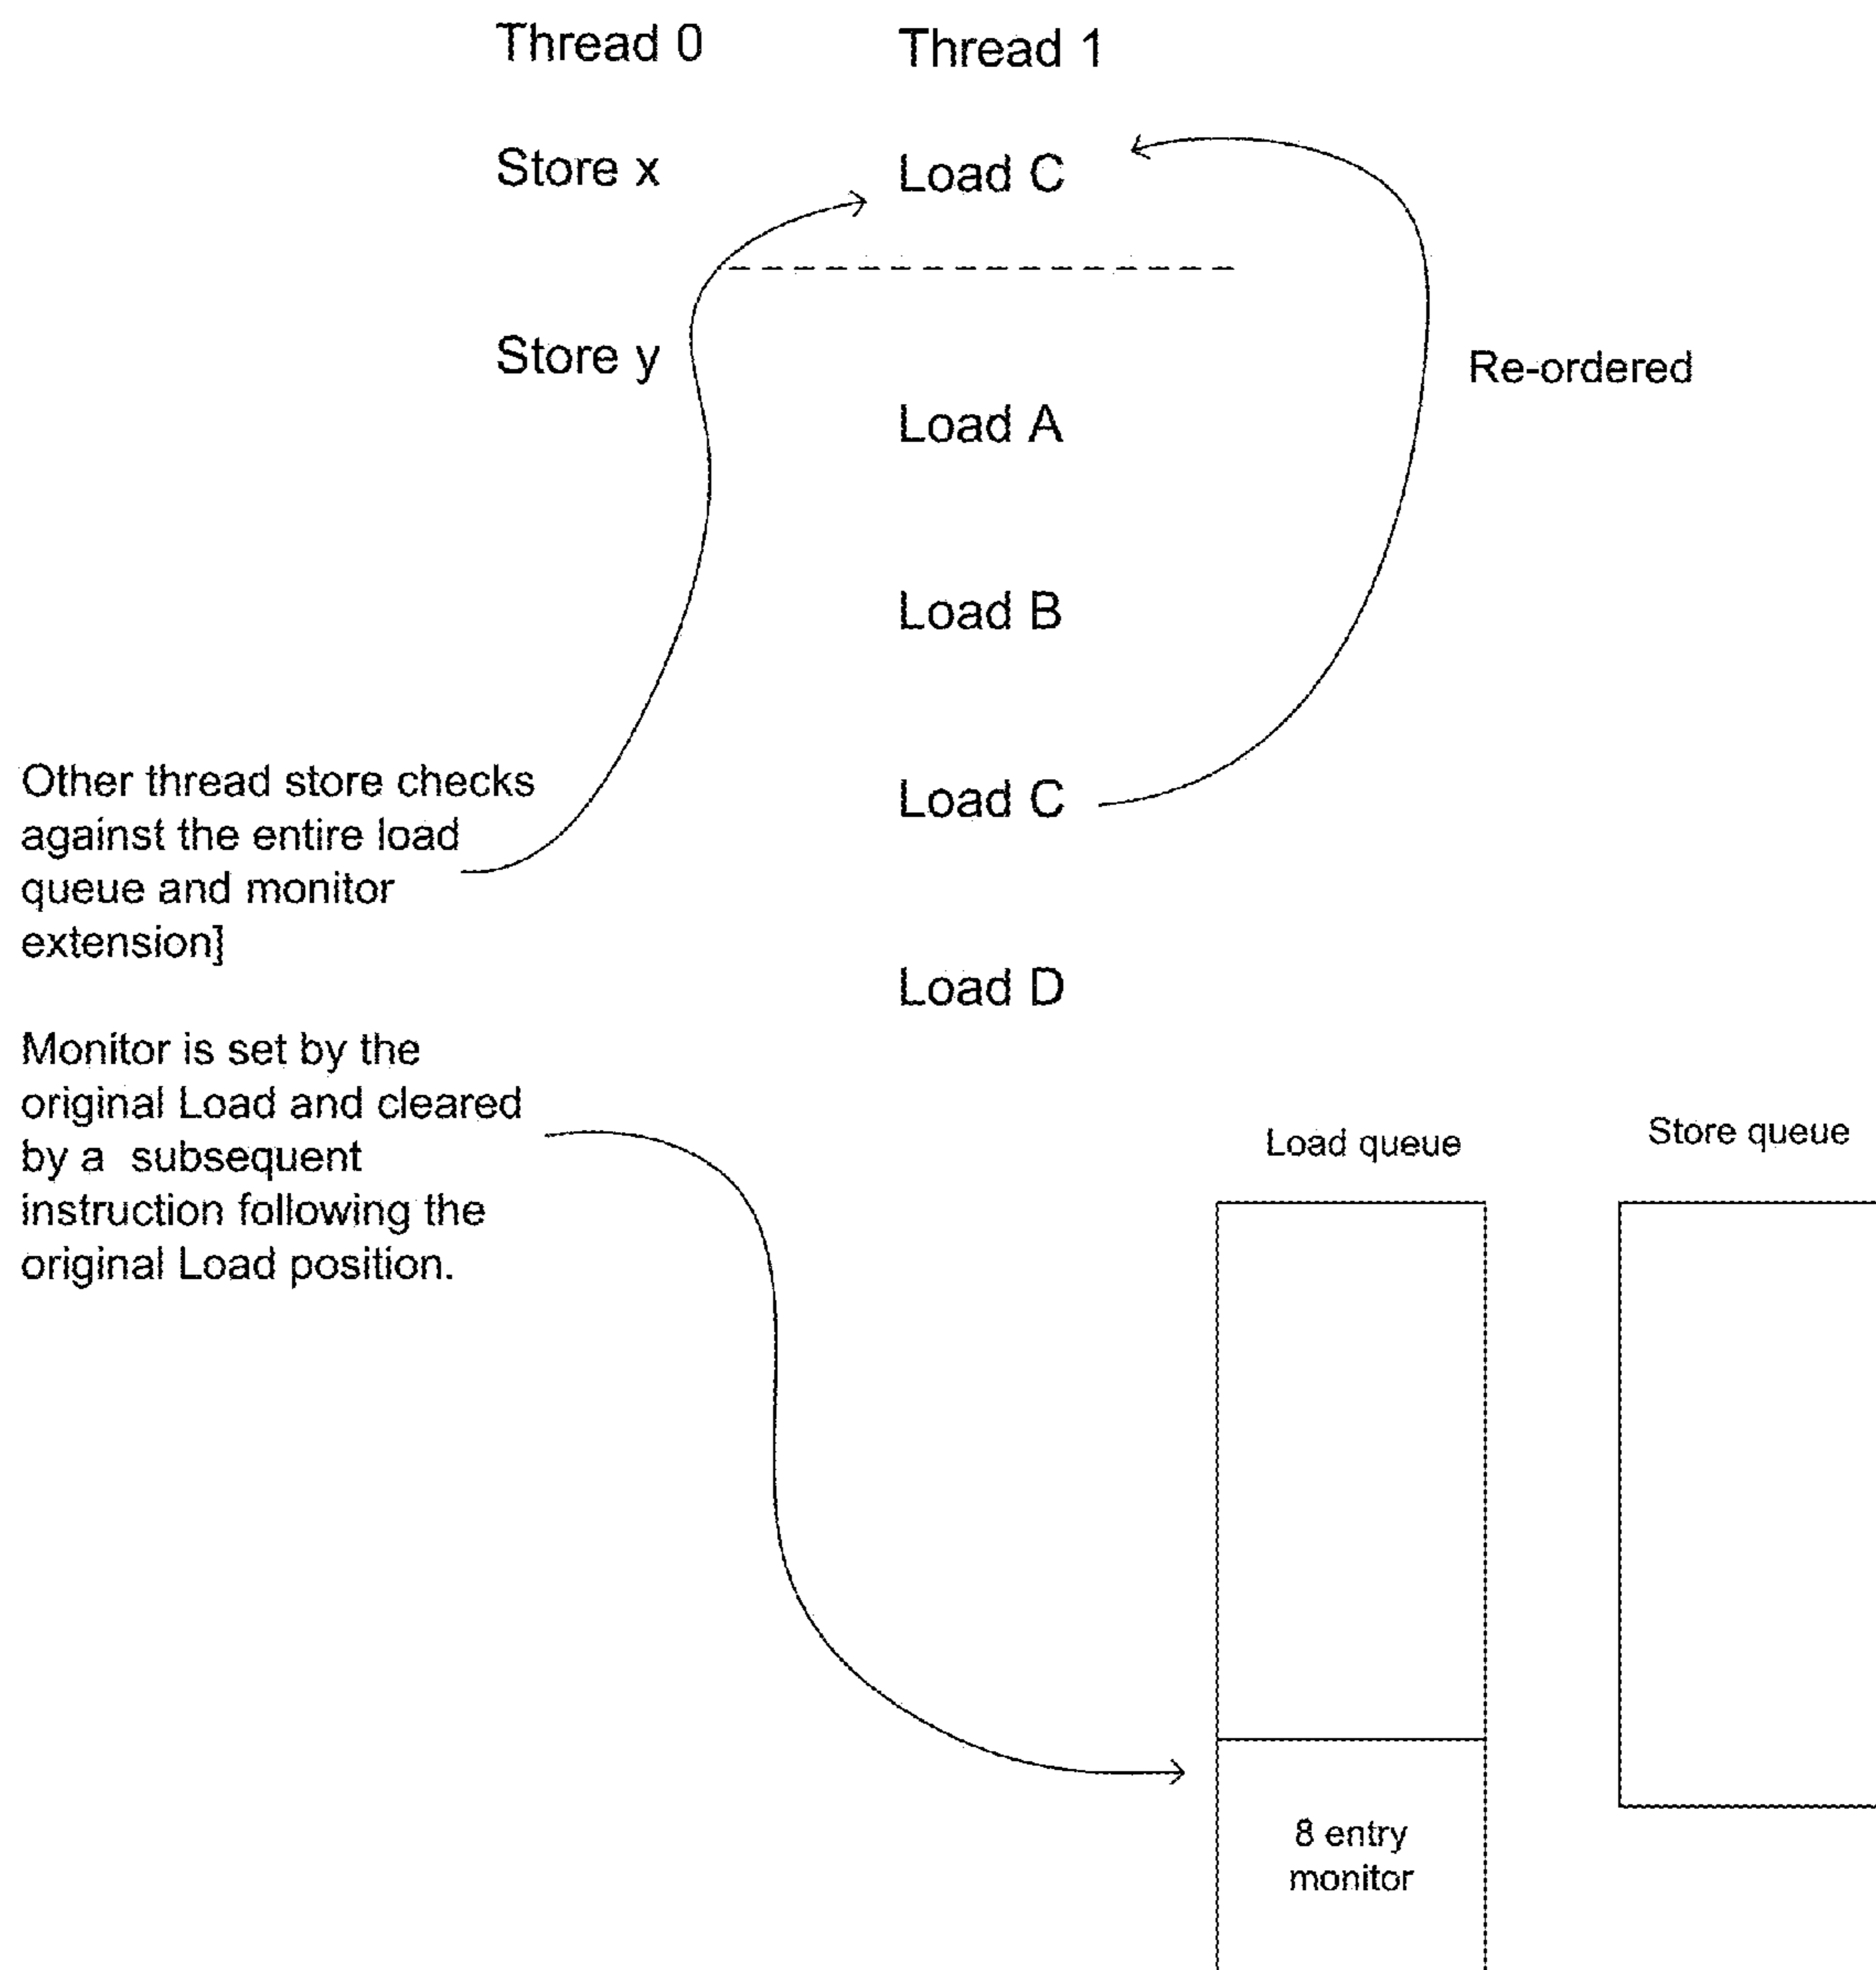 Thread 0
Thread 1
Store x
Load C
Store y
Re-ordered
Load A
Load B
Load C
Other thread store checks
against the entire load
queue and monitor
extension]
Load D
Monitor is set by the
original Load and cleared
by a subsequent
instruction following the
original Load position.
Load queue
Store queue
8 entry
monitor